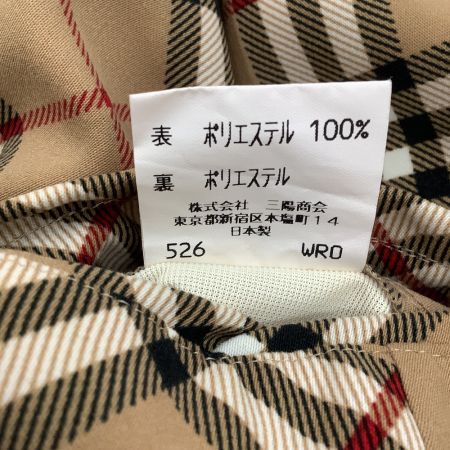 表 ポリエステル 100%
裏 ポリエステル
株式会社 三陽商会
東京都新宿区本塩町14
日本製
526 WRO